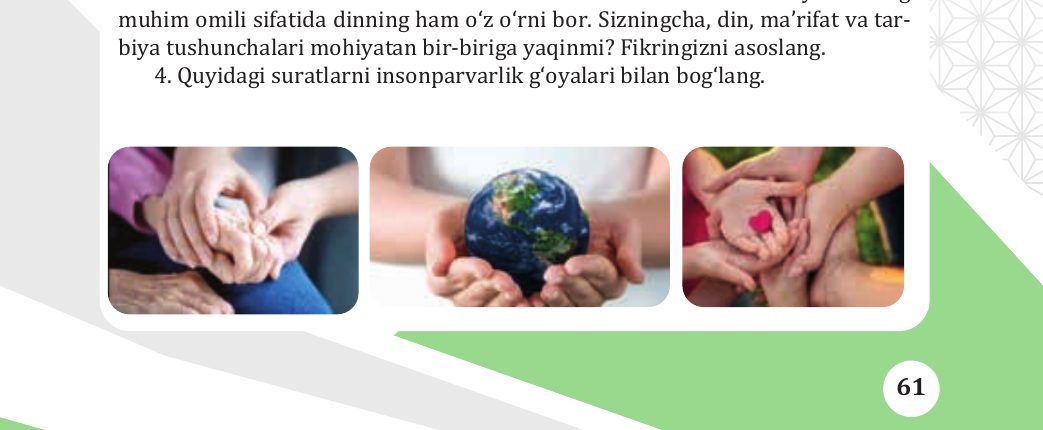 muhim omili sifatida dinning ham o‘z o‘rni bor. Sizningcha, din, ma’rifat va tar-
biya tushunchalari mohiyatan bir-biriga yaqinmi? Fikringizni asoslang.
4. Quyidagi suratlarni insonparvarlik g‘oyalari bilan bog‘lang.
61